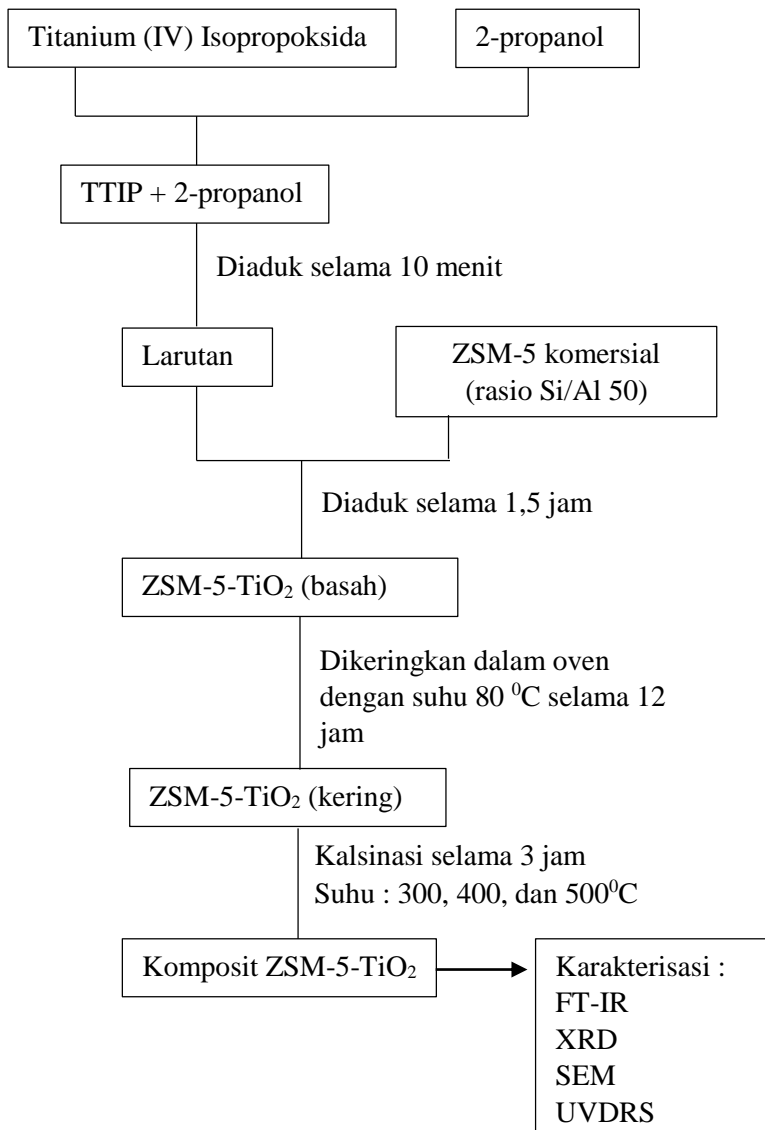 Titanium (IV) Isopropoksida
2-propanol
TTIP + 2-propanol
Diaduk selama 10 menit
Larutan
ZSM-5 komersial
(rasio Si/Al 50)
Diaduk selama 1,5 jam
ZSM-5-TiO₂ (basah)
Dikeringkan dalam oven
dengan suhu 80 ⁰C selama 12
jam
ZSM-5-TiO₂ (kering)
Kalsinasi selama 3 jam
Suhu : 300, 400, dan 500⁰C
Komposit ZSM-5-TiO₂
Karakterisasi :
FT-IR
XRD
SEM
UVDRS